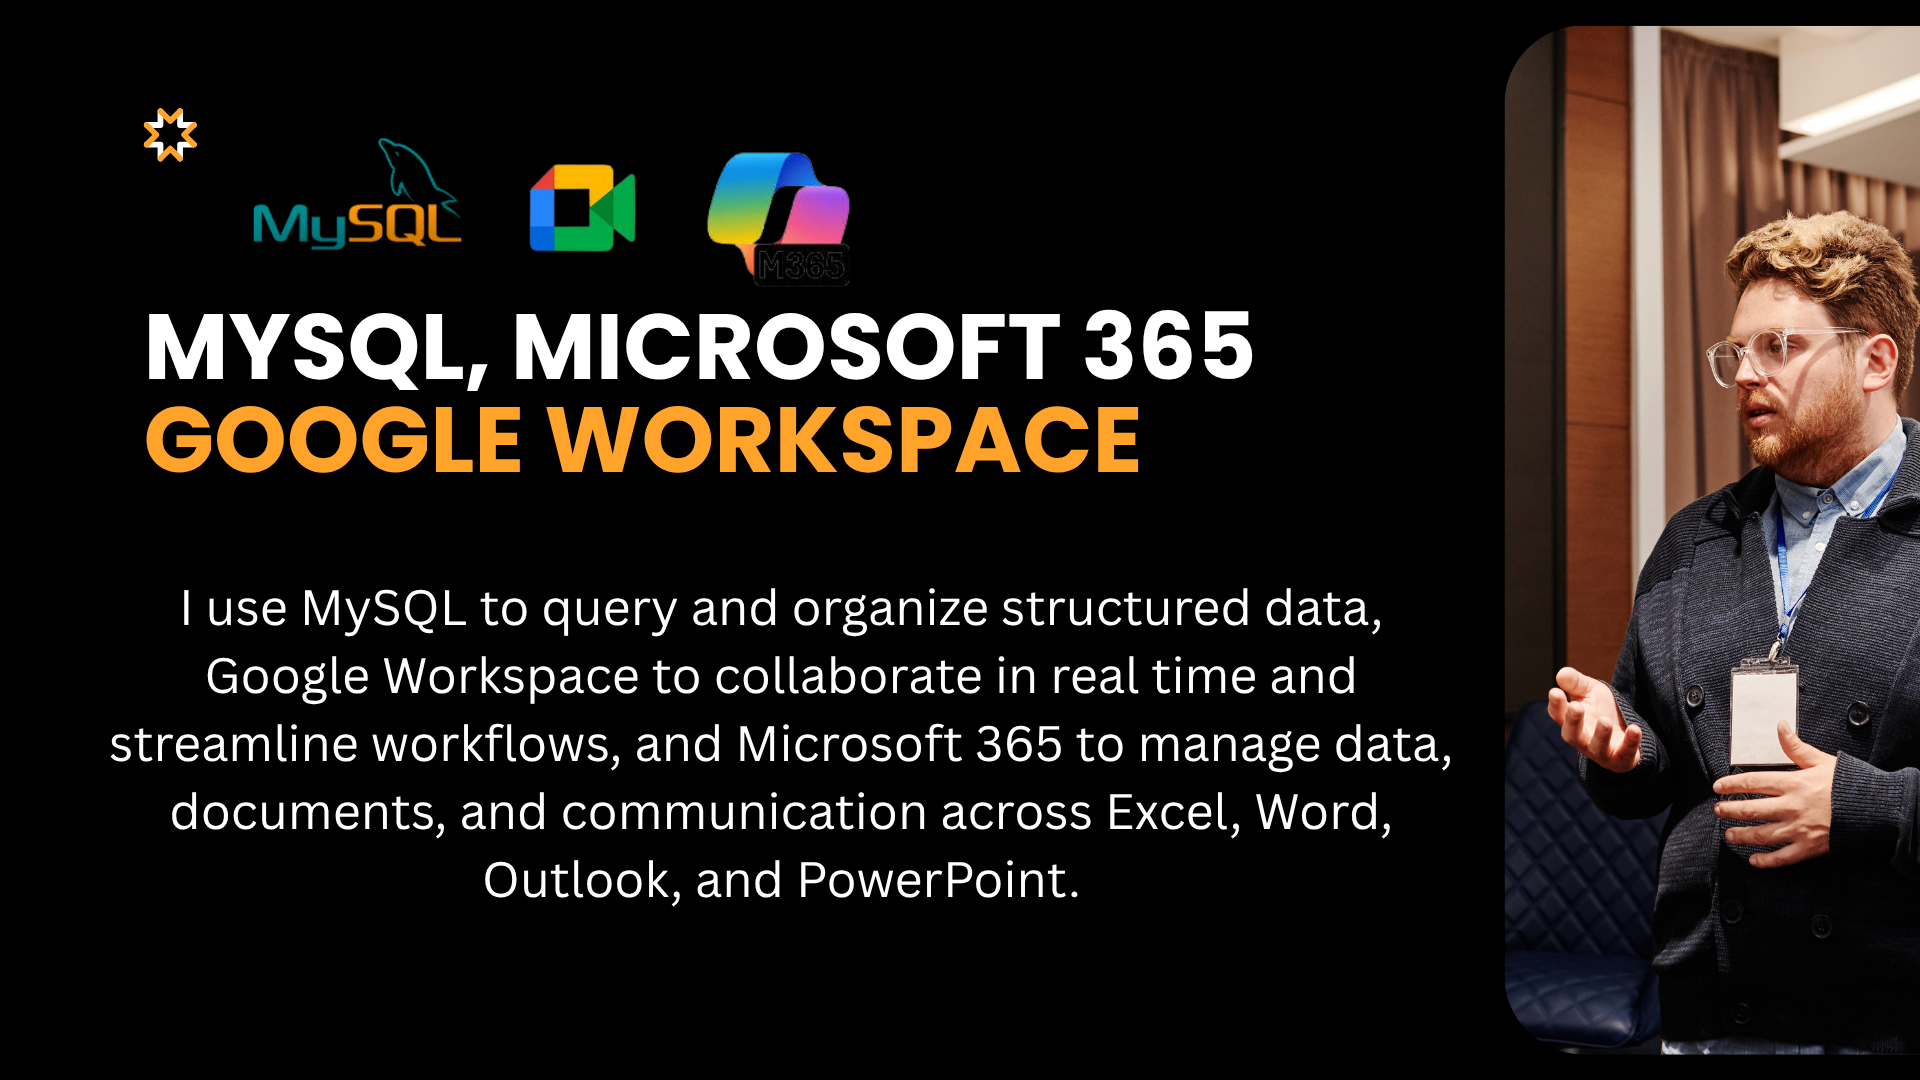 MySQL
M365
MYSQL, MICROSOFT 365
GOOGLE WORKSPACE
I use MySQL to query and organize structured data,
Google Workspace to collaborate in real time and
streamline workflows, and Microsoft 365 to manage data,
documents, and communication across Excel, Word,
Outlook, and PowerPoint.